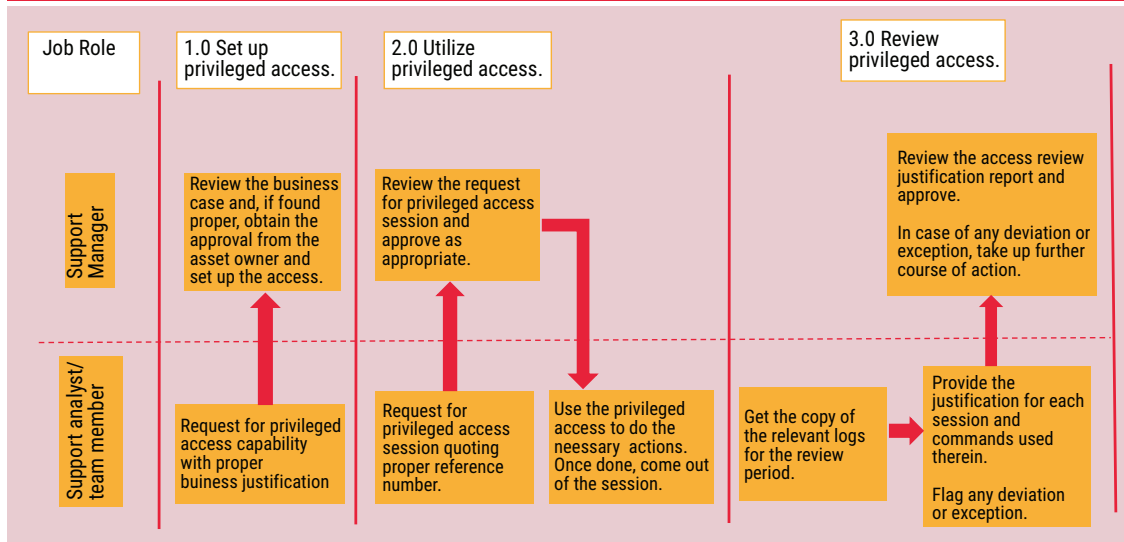 Job Role
1.0 Set up
privileged access.
2.0 Utilize
privileged access.
3.0 Review
privileged access.
Support
Manager
Review the business
case and, if found
proper, obtain the
approval from the
asset owner and
set up the access.
Review the request
for privileged access
session and
approve as
appropriate.
Review the access review
justification report and
approve.
In case of any deviation or
exception, take up further
course of action.
Support analyst/
team member
Request for privileged
access capability
with proper
business justification
Request for
privileged access
session quoting
proper reference
number.
Use the privileged
access to do the
neessary actions.
Once done, come out
of the session.
Get the copy of
the relevant logs
for the review
period.
Provide the
justification for each
session and
commands used
therein.
Flag any deviation
or exception.